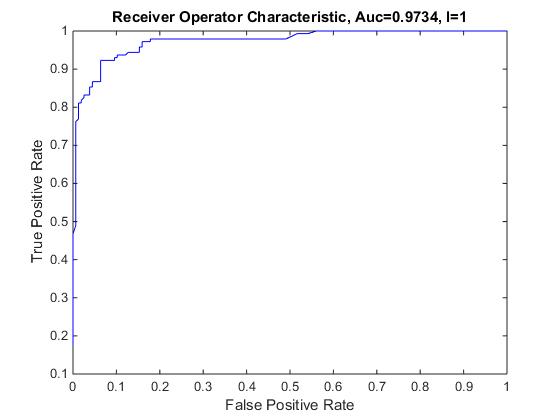 Receiver Operator Characteristic, Auc=0.9734, I=1
1
0.9
0.8
0.7
0.6
0.5
0.4
0.3
0.2
0.1
True Positive Rate
0 0.1 0.2 0.3 0.4 0.5 0.6 0.7 0.8 0.9 1
False Positive Rate